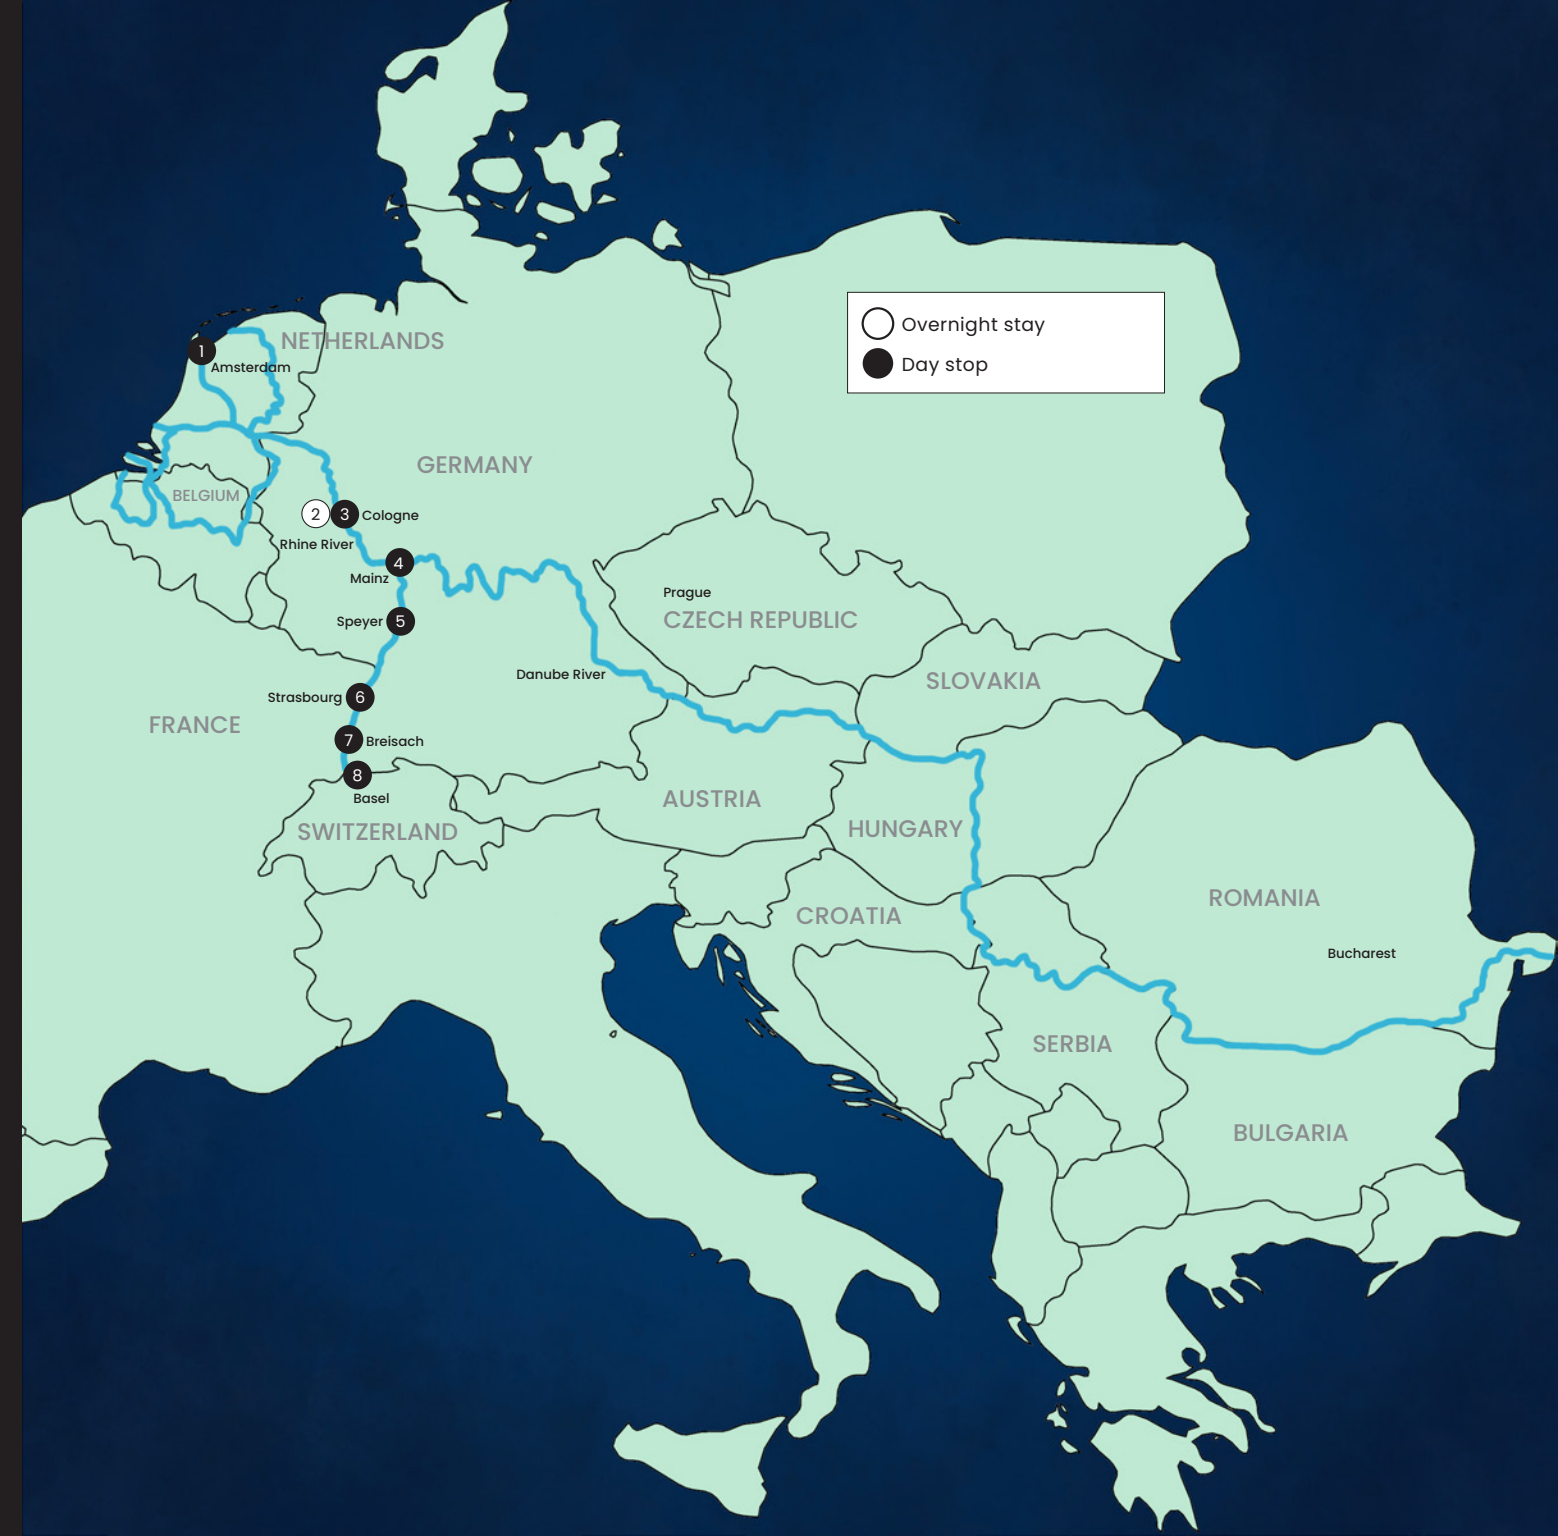 Overnight stay
Day stop
NETHERLANDS
1
Amsterdam
GERMANY
BELGIUM
2
3
Cologne
Rhine River
4
Mainz
Prague
CZECH REPUBLIC
Speyer
5
Danube River
SLOVAKIA
Strasbourg
6
FRANCE
7
Breisach
8
Basel
AUSTRIA
SWITZERLAND
HUNGARY
ROMANIA
CROATIA
Bucharest
SERBIA
BULGARIA